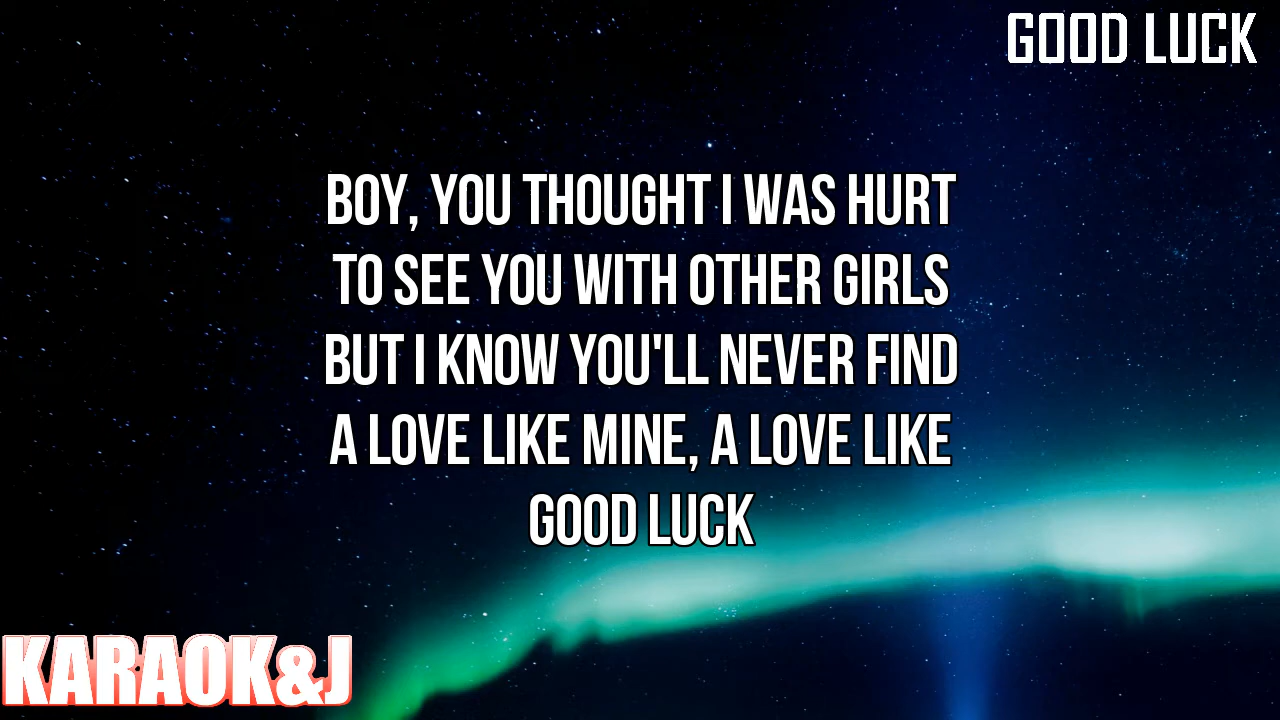 GOOD LUCK
BOY, YOU THOUGHT I WAS HURT
TO SEE YOU WITH OTHER GIRLS
BUT I KNOW YOU'LL NEVER FIND
A LOVE LIKE MINE, A LOVE LIKE
GOOD LUCK
KARAOK&J